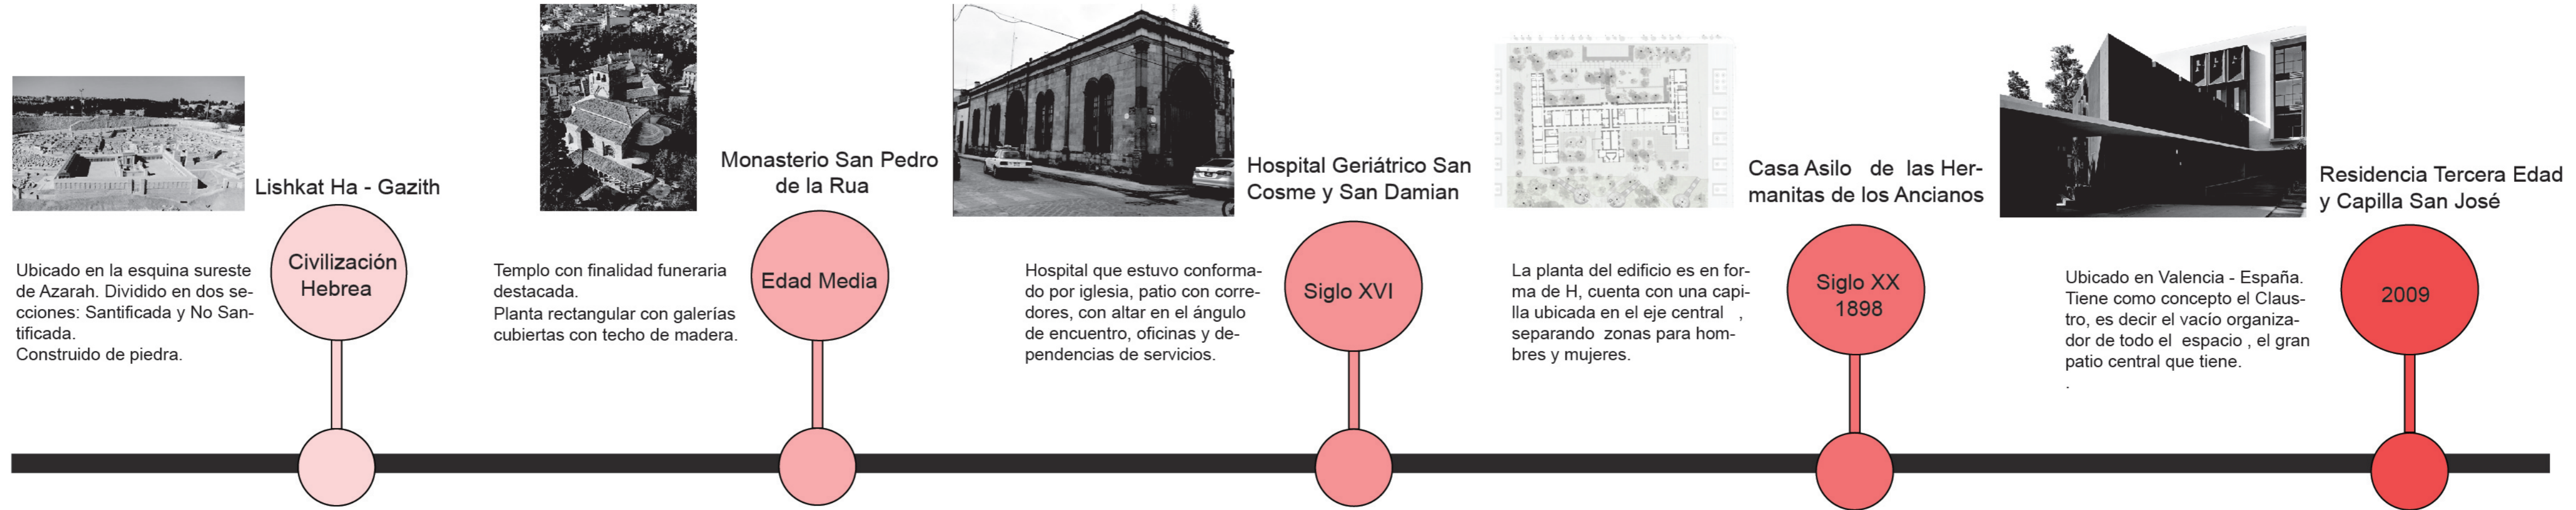 Lishkat Ha - Gazith
Civilización
Hebrea
Ubicado en la esquina sureste
de Azarah. Dividido en dos se-
cciones: Santificada y No San-
tificada.
Construido de piedra.
Monasterio San Pedro
de la Rua
Edad Media
Templo con finalidad funeraria
destacada.
Planta rectangular con galerías
cubiertas con techo de madera.
Hospital Geriátrico San
Cosme y San Damian
Siglo XVI
Hospital que estuvo conforma-
do por iglesia, patio con corre-
dores, con altar en el ángulo
de encuentro, oficinas y de-
pendencias de servicios.
Casa Asilo de las Her-
manitas de los Ancianos
Siglo XX
1898
La planta del edificio es en for-
ma de H, cuenta con una capi-
lla ubicada en el eje central ,
separando zonas para hom-
bres y mujeres.
Residencia Tercera Edad
y Capilla San José
2009
Ubicado en Valencia - España.
Tiene como concepto el Claus-
tro, es decir el vacío organiza-
dor de todo el espacio , el gran
patio central que tiene.
.